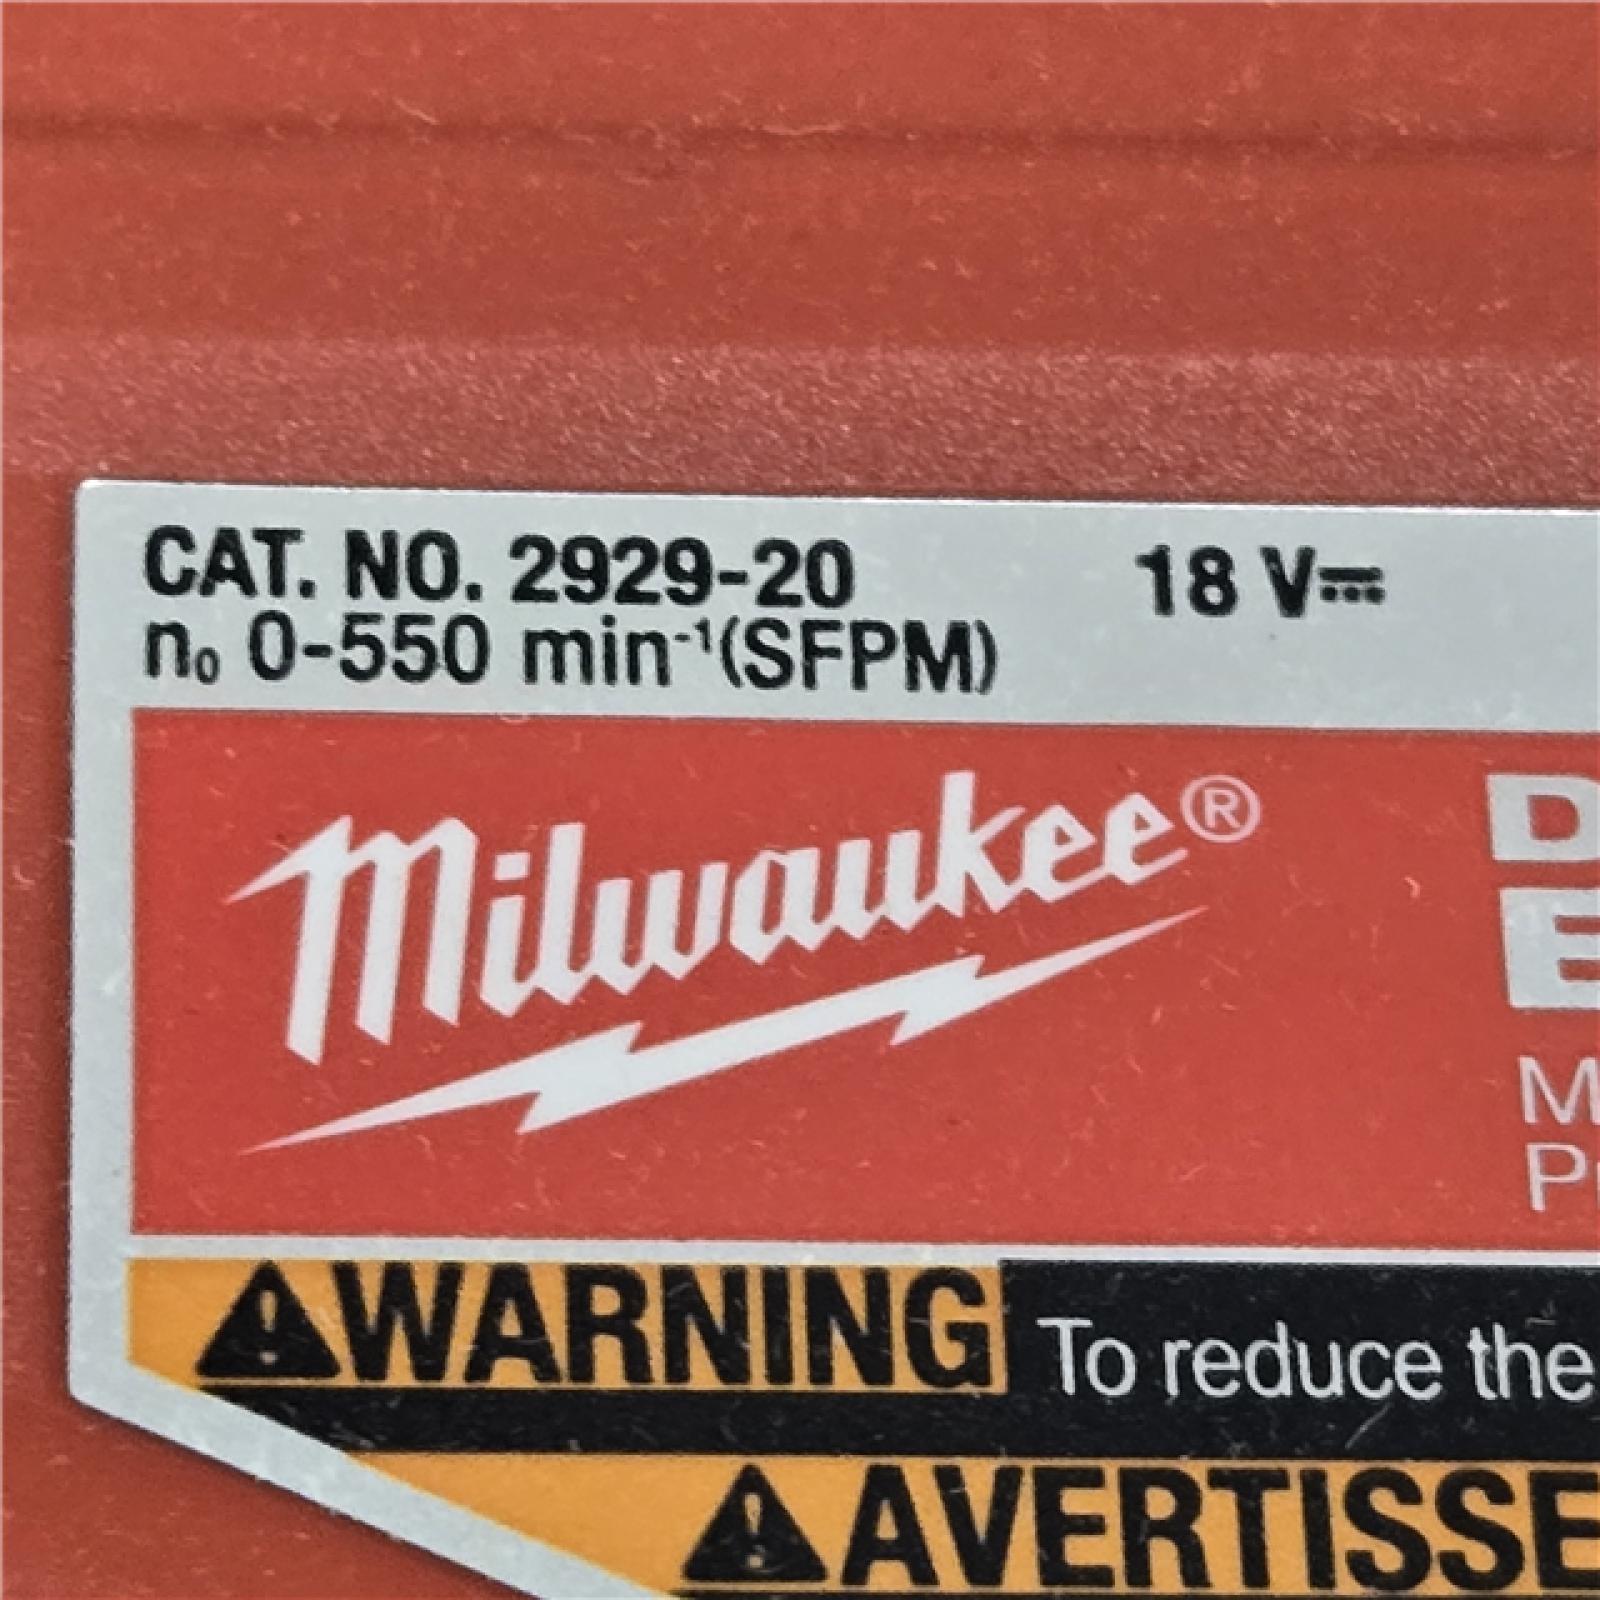 CAT. NO. 2929-20 18 V⎓
n₀ 0-550 min⁻¹(SFPM)
Milwaukee®
D
E
M
P
⚠WARNING To reduce the
⚠AVERTISSE